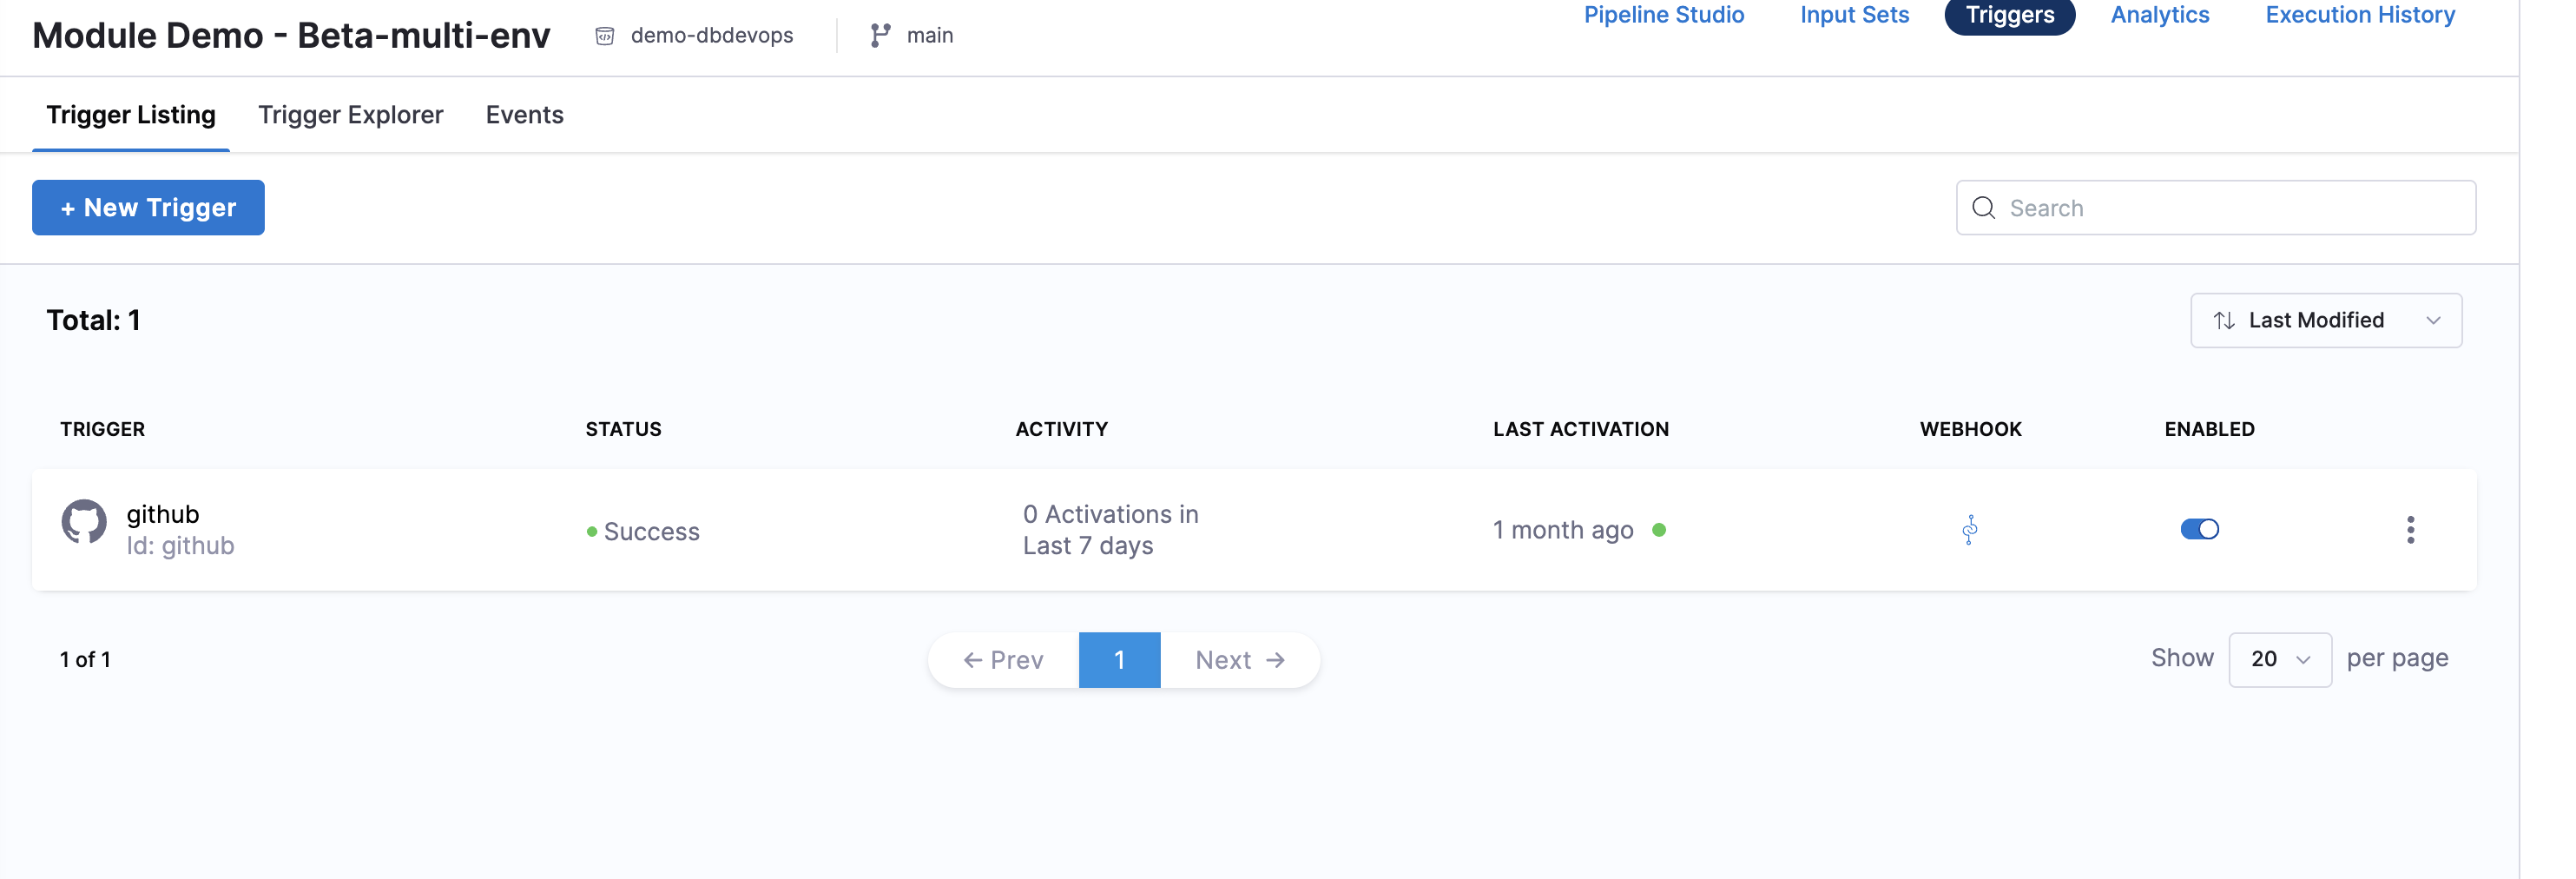 Module Demo - Beta-multi-env demo-dbdevops main
Pipeline Studio Input Sets Triggers Analytics Execution History
Trigger Listing Trigger Explorer Events
+ New Trigger
Search
Total: 1
Last Modified
TRIGGER STATUS ACTIVITY LAST ACTIVATION WEBHOOK ENABLED
github
Id: github
Success
0 Activations in
Last 7 days
1 month ago
1 of 1
← Prev 1 Next →
Show 20 per page